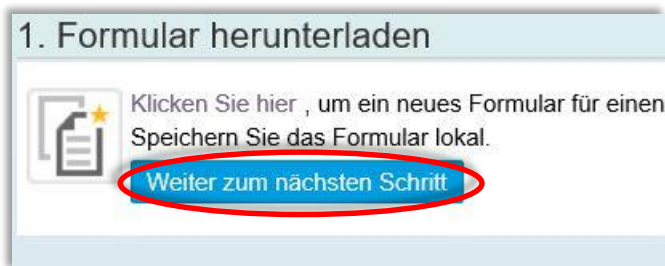 1. Formular herunterladen
Klicken Sie hier , um ein neues Formular für einen
Speichern Sie das Formular lokal.
Weiter zum nächsten Schritt